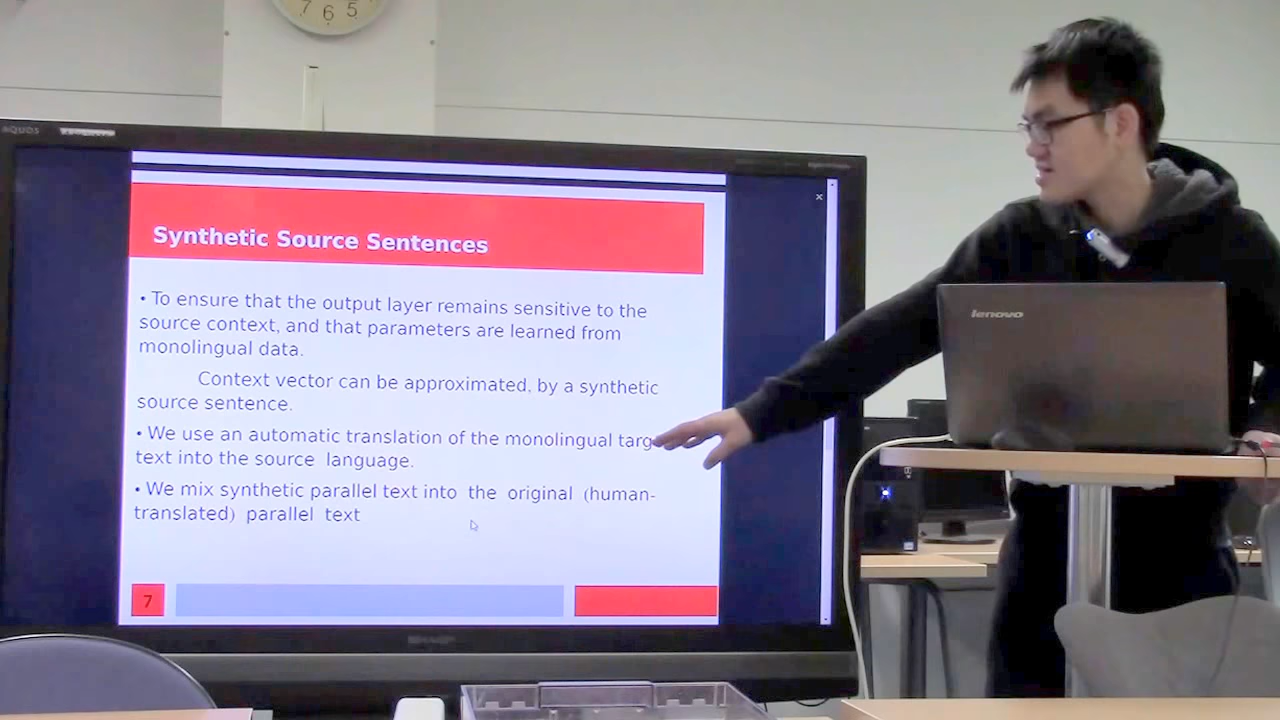 7 6 5
AQUOS
Synthetic Source Sentences
• To ensure that the output layer remains sensitive to the
source context, and that parameters are learned from
monolingual data.
Context vector can be approximated, by a synthetic
source sentence.
• We use an automatic translation of the monolingual targ
text into the source language.
• We mix synthetic parallel text into the original (human-
translated) parallel text
7
SHARP
lenovo